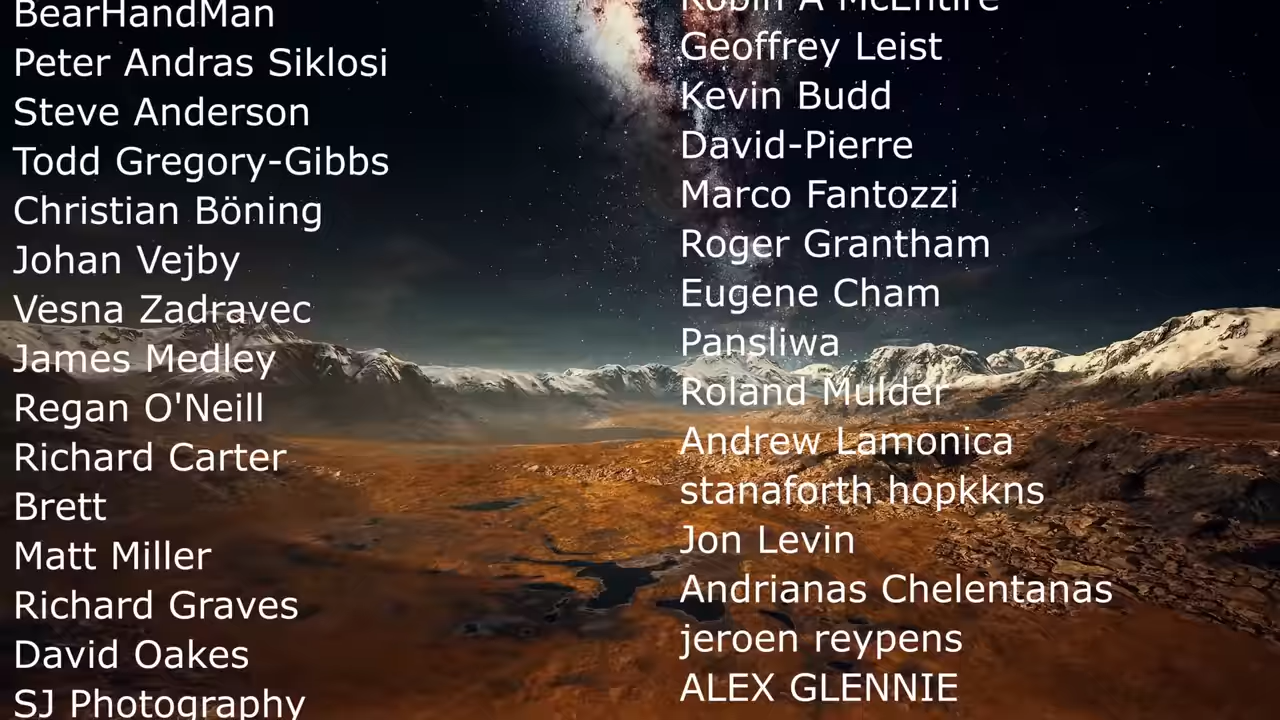 BearHandMan
Peter Andras Siklosi
Steve Anderson
Todd Gregory-Gibbs
Christian Böning
Johan Vejby
Vesna Zadravec
James Medley
Regan O'Neill
Richard Carter
Brett
Matt Miller
Richard Graves
David Oakes
SJ Photography
Robin A McEntire
Geoffrey Leist
Kevin Budd
David-Pierre
Marco Fantozzi
Roger Grantham
Eugene Cham
Pansliwa
Roland Mulder
Andrew Lamonica
stanaforth hopkkns
Jon Levin
Andrianas Chelentanas
jeroen reypens
ALEX GLENNIE